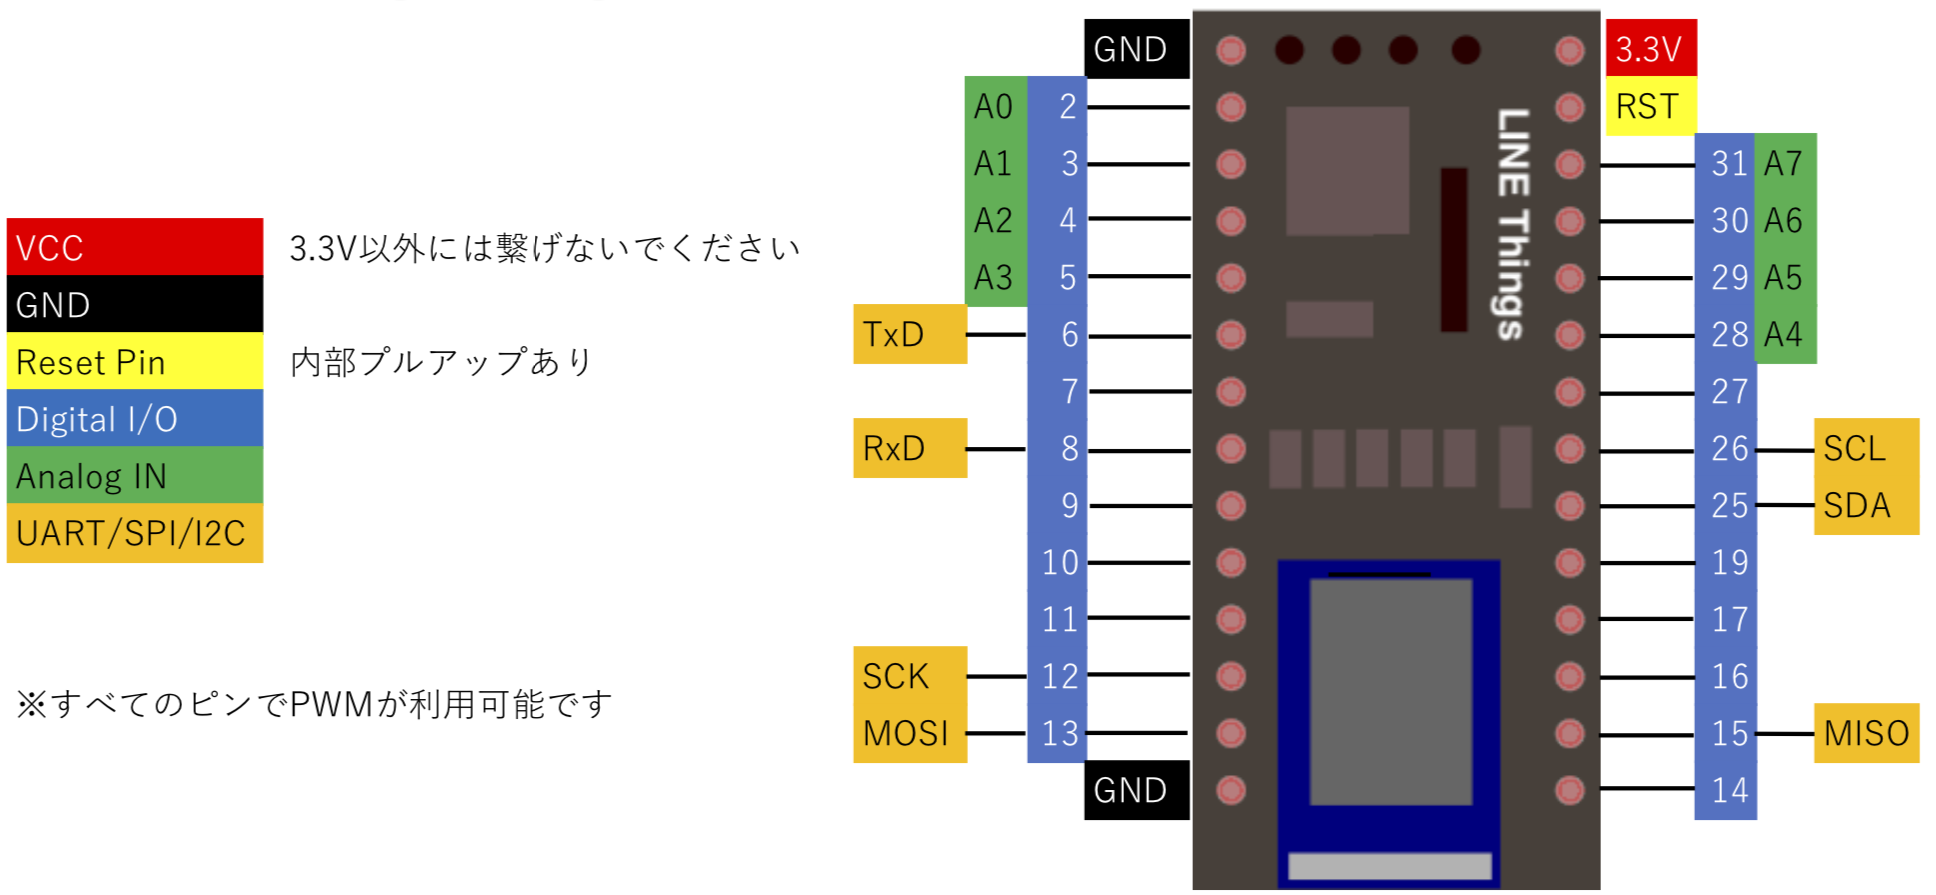 VCC 3.3V以外には繋げないでください
GND
Reset Pin 内部プルアップあり
Digital I/O
Analog IN
UART/SPI/I2C
※すべてのピンでPWMが利用可能です
GND
A0 2
A1 3
A2 4
A3 5
TxD 6
7
RxD 8
9
10
11
SCK 12
MOSI 13
GND
LINE Things
3.3V
RST
31 A7
30 A6
29 A5
28 A4
27
26 SCL
25 SDA
19
17
16
15 MISO
14